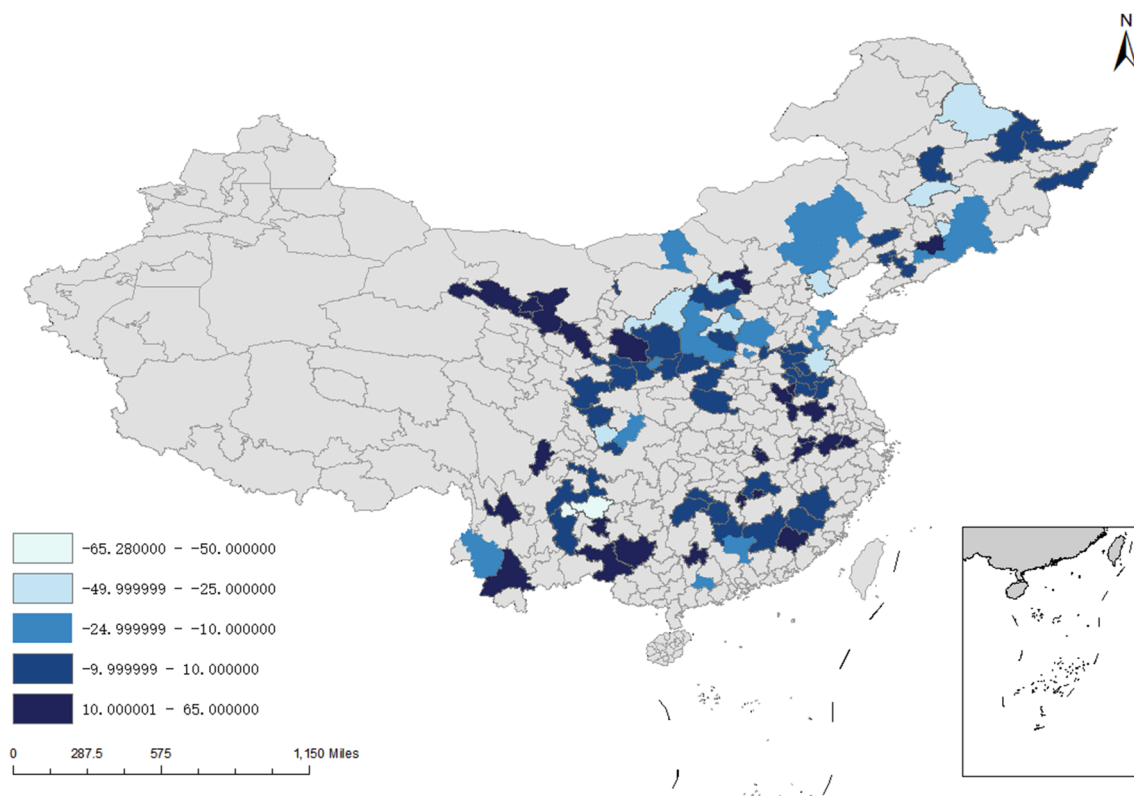 N
-65.280000 - -50.000000
-49.999999 - -25.000000
-24.999999 - -10.000000
-9.999999 - 10.000000
10.000001 - 65.000000
0 287.5 575 1,150 Miles